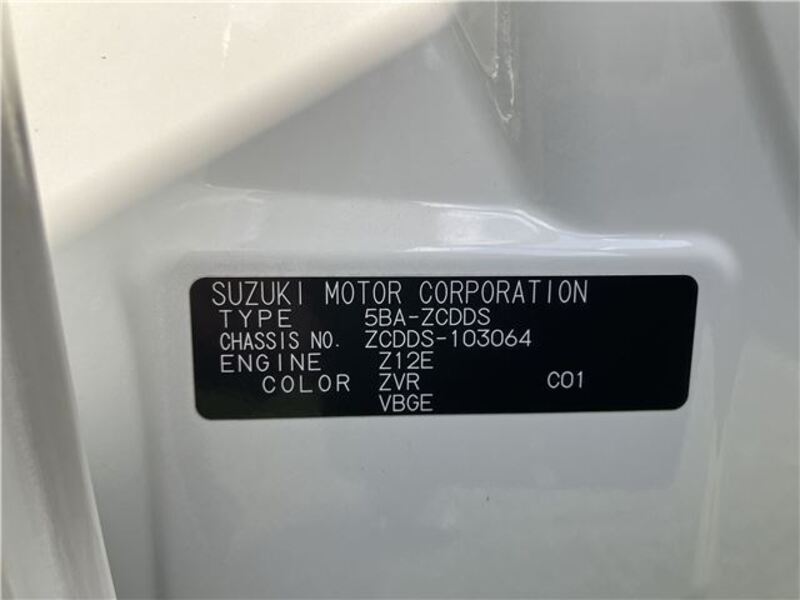 SUZUKI MOTOR CORPORATION
TYPE 5BA-ZCDDS
CHASSIS NO. ZCDDS-103064
ENGINE Z12E
COLOR ZVR C01
VBGE